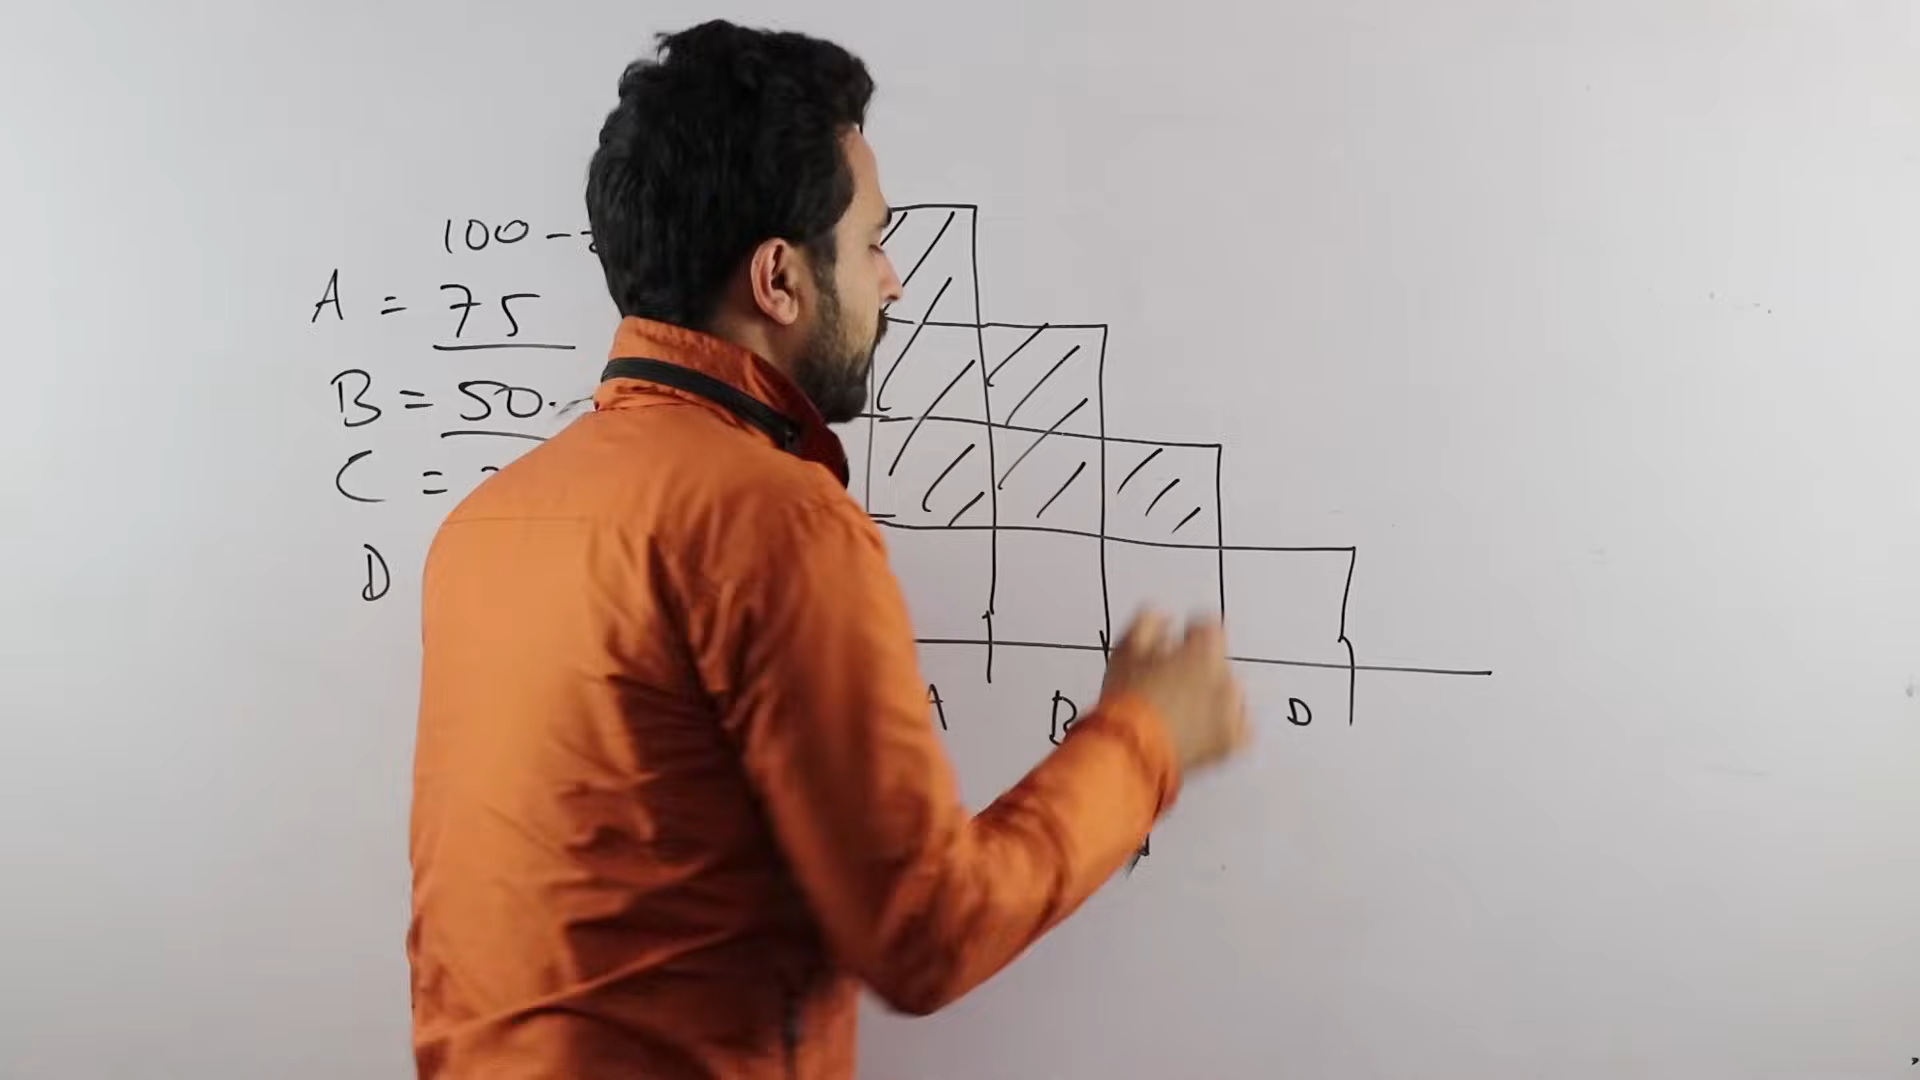 100 -
A = 75
B = 50.
C =
D
A B D